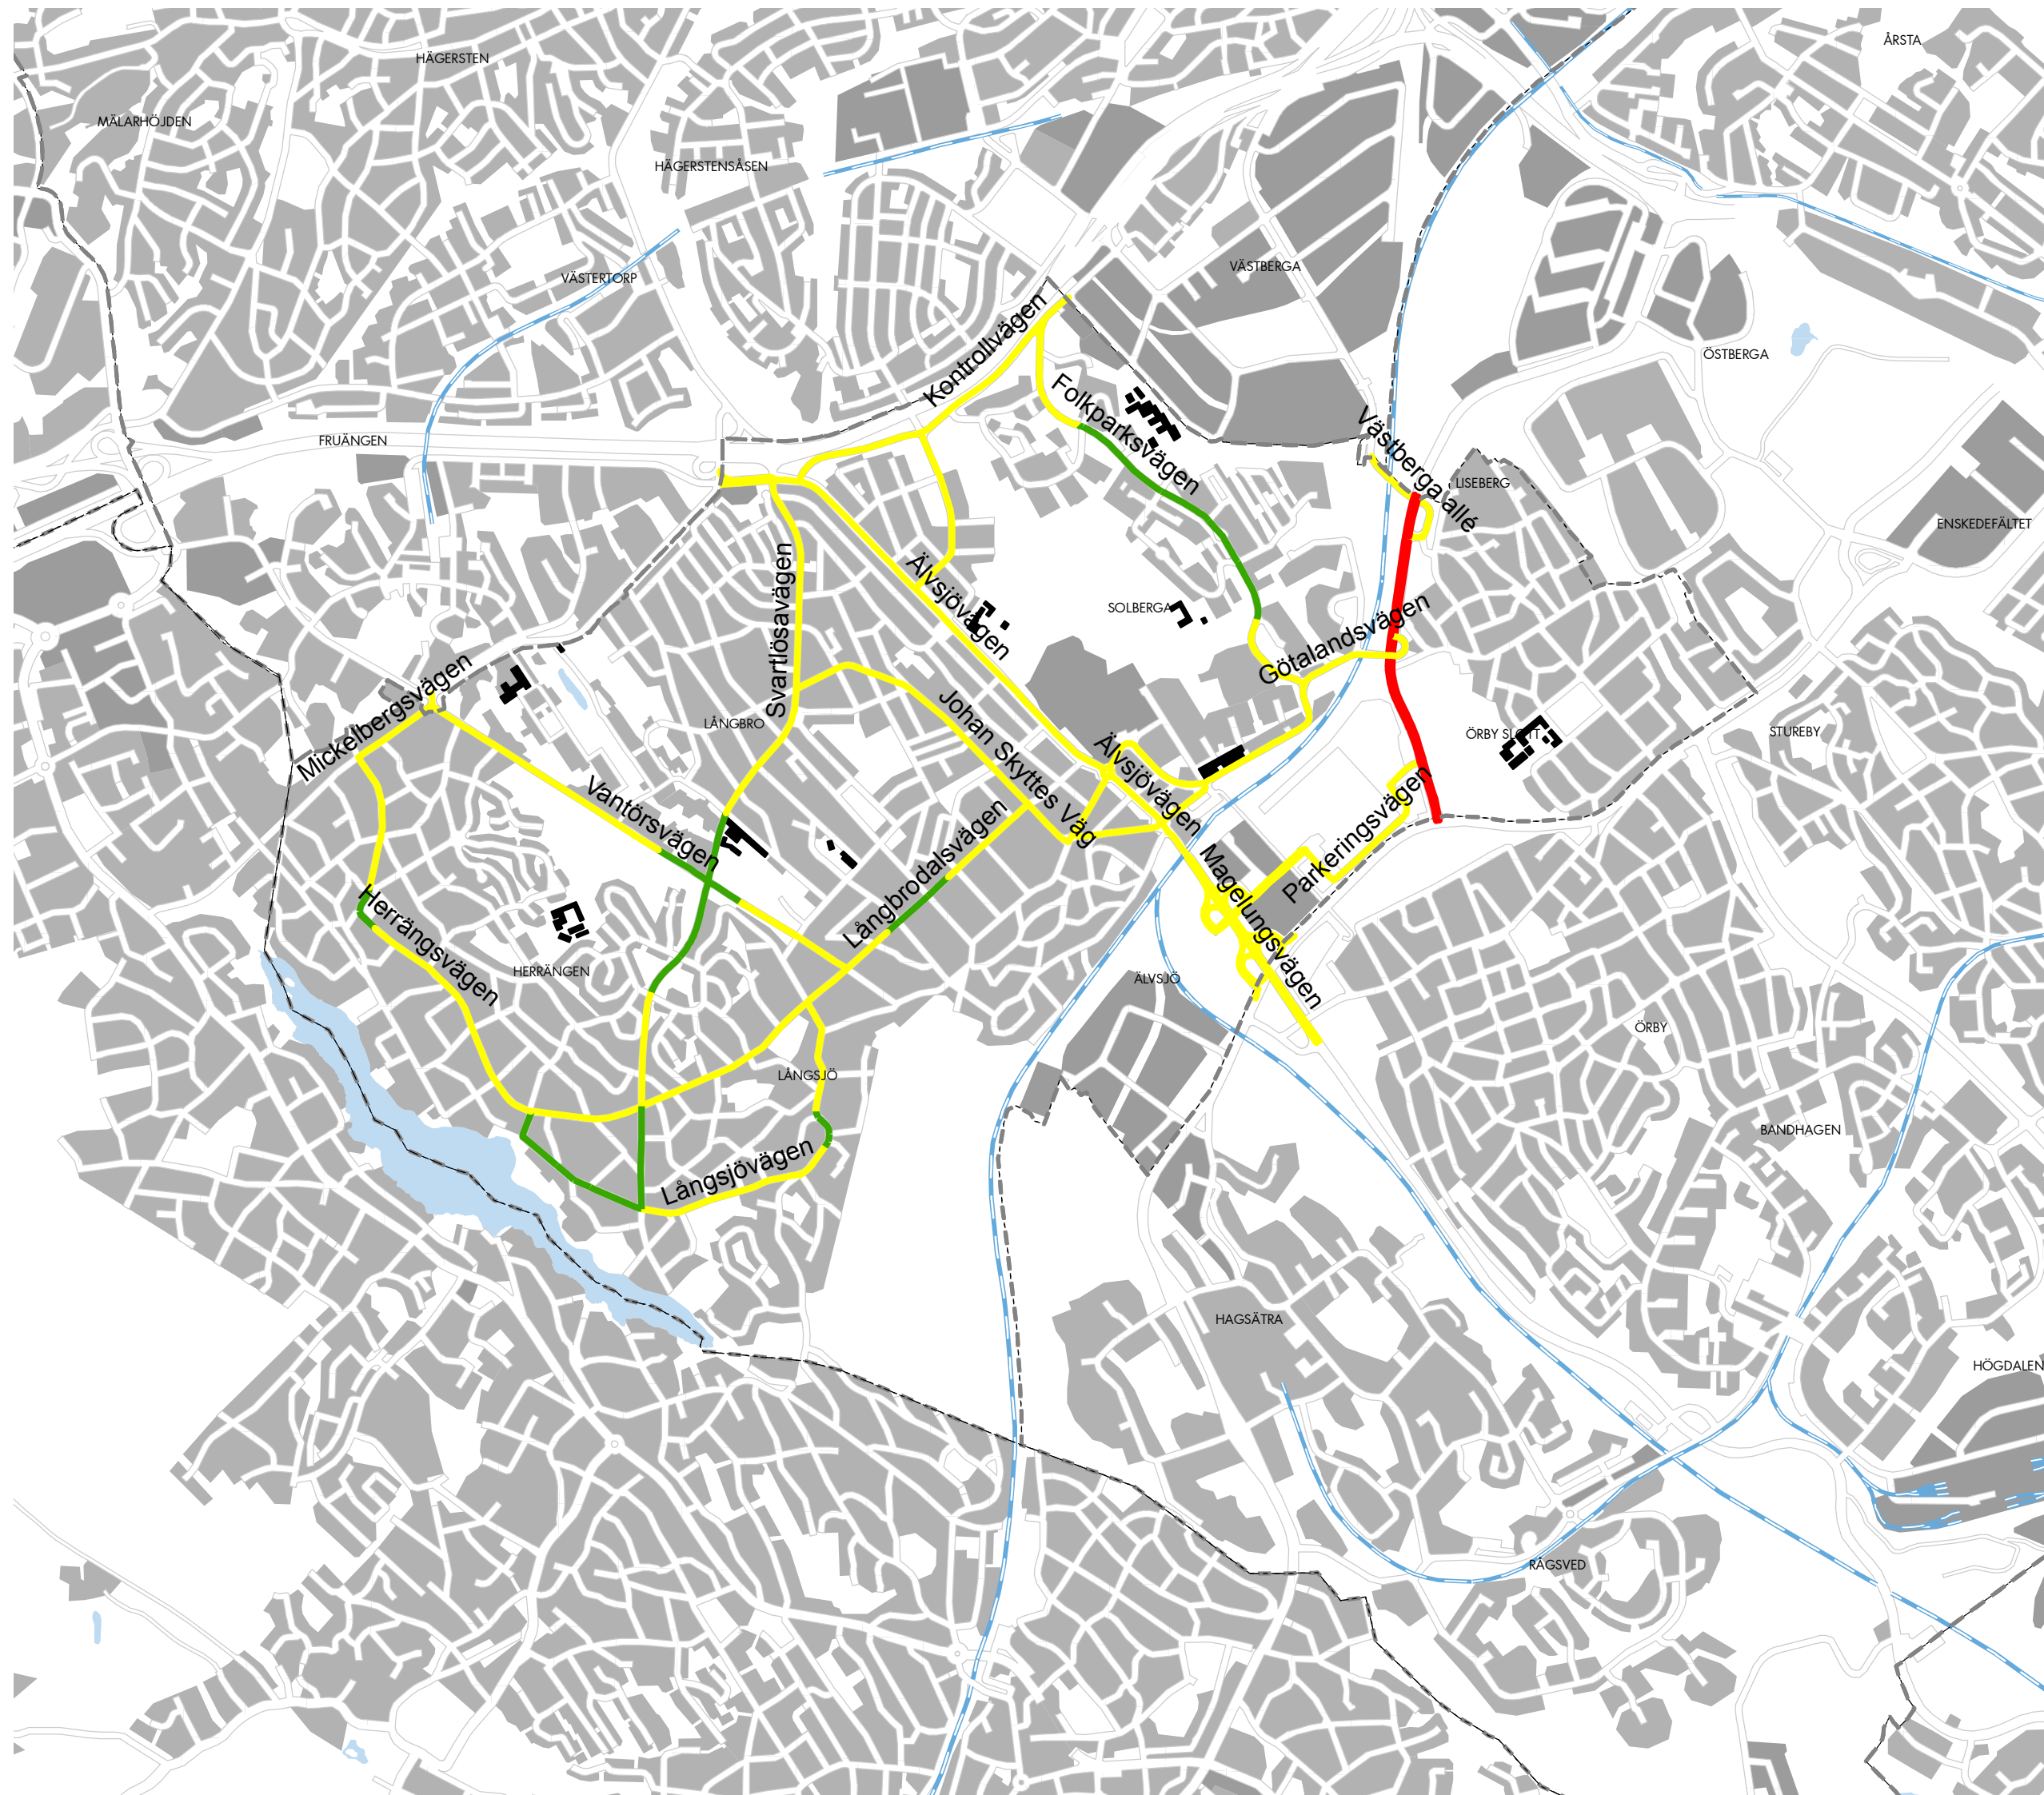 ÅRSTA
HÄGERSTEN
MÄLARHÖJDEN
HÄGERSTENSÅSEN
VÄSTBERGA
VÄSTERTORP
Kontrollvägen
ÖSTBERGA
Folkparksvägen
FRUÄNGEN
Västberga allé
LISEBERG
ENSKEDEFÄLTET
Svartlösavägen
Älvsjövägen
SOLBERGA
Götalandsvägen
Mickelbergsvägen
LÅNGBRO
Johan Skyttes Väg
ÖRBY SLOTT
STUREBY
Älvsjövägen
Vantörsvägen
Långbrodalsvägen
Parkeringsvägen
Magelungsvägen
Herrängsvägen
HERRÄNGEN
ÄLVSJÖ
ÖRBY
LÅNGSJÖ
BANDHAGEN
Långsjövägen
HAGSÄTRA
HÖGDALEN
RÅGSVED